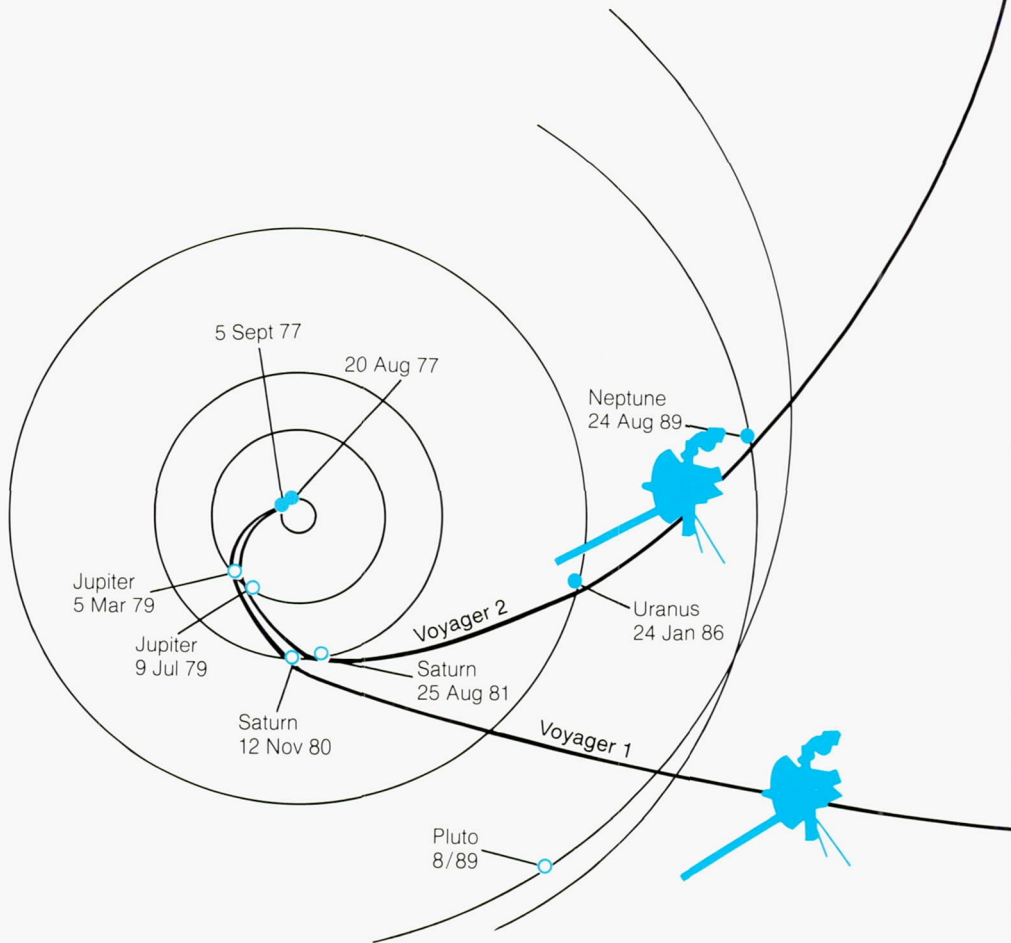 5 Sept 77
20 Aug 77
Neptune
24 Aug 89
Jupiter
5 Mar 79
Jupiter
9 Jul 79
Voyager 2
Uranus
24 Jan 86
Saturn
25 Aug 81
Saturn
12 Nov 80
Voyager 1
Pluto
8/89